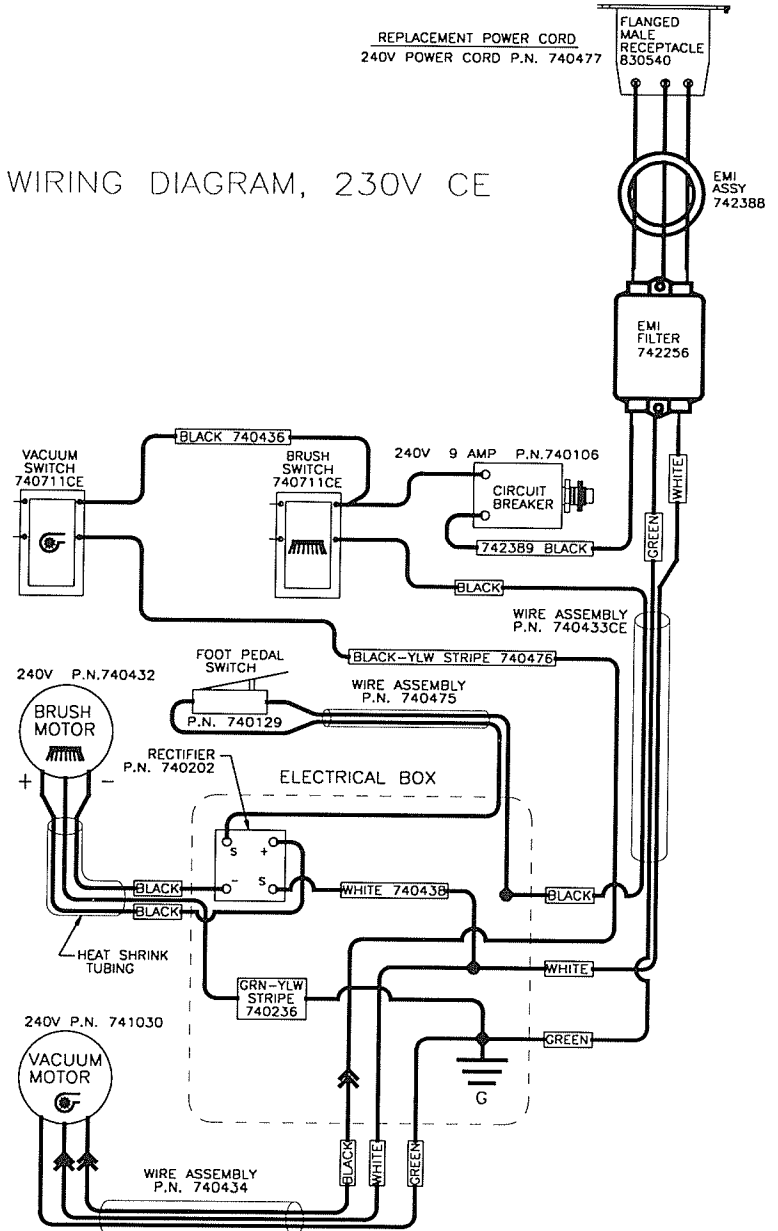 FLANGED
MALE
RECEPTACLE
830540
REPLACEMENT POWER CORD
240V POWER CORD P.N. 740477
WIRING DIAGRAM, 230V CE
EMI
ASSY
742388
EMI
FILTER
742256
BLACK 740436
VACUUM
SWITCH
740711CE
BRUSH
SWITCH
740711CE
240V 9 AMP P.N.740106
CIRCUIT
BREAKER
742389 BLACK
WHITE
GREEN
BLACK
WIRE ASSEMBLY
P.N. 740433CE
BLACK-YLW STRIPE 740476
FOOT PEDAL
SWITCH
P.N. 740129
WIRE ASSEMBLY
P.N. 740475
240V P.N.740432
BRUSH
MOTOR
+ -
RECTIFIER
P.N. 740202
ELECTRICAL BOX
S +
- S
BLACK
BLACK
WHITE 740438
BLACK
HEAT SHRINK
TUBING
WHITE
GRN-YLW
STRIPE
740236
GREEN
G
240V P.N. 741030
VACUUM
MOTOR
BLACK
WHITE
GREEN
WIRE ASSEMBLY
P.N. 740434